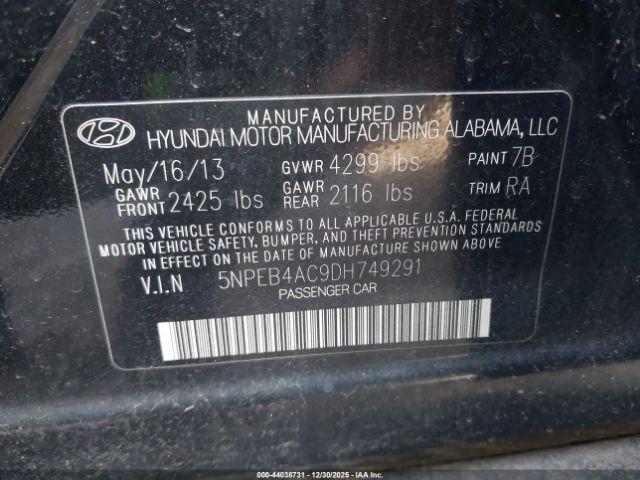 MANUFACTURED BY
HYUNDAI MOTOR MANUFACTURING ALABAMA, LLC
May/16/13 GVWR 4299 lbs PAINT 7B
GAWR FRONT 2425 lbs GAWR REAR 2116 lbs TRIM RA
THIS VEHICLE CONFORMS TO ALL APPLICABLE U.S.A. FEDERAL
MOTOR VEHICLE SAFETY, BUMPER, AND THEFT PREVENTION STANDARDS
IN EFFECT ON THE DATE OF MANUFACTURE SHOWN ABOVE.
V.I.N 5NPEB4AC9DH749291
PASSENGER CAR
000-44038731 - 12/30/2025 - IAAI